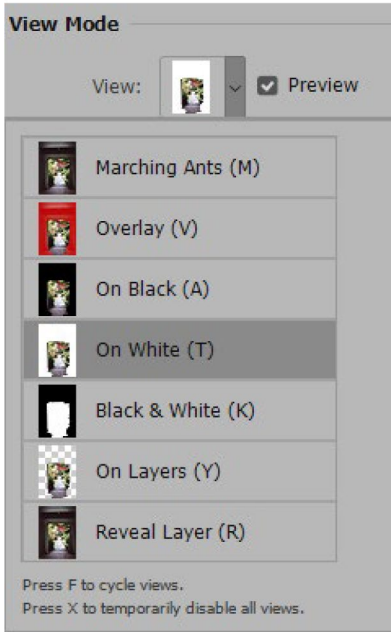 View Mode
View: Preview
Marching Ants (M)
Overlay (V)
On Black (A)
On White (T)
Black & White (K)
On Layers (Y)
Reveal Layer (R)
Press F to cycle views.
Press X to temporarily disable all views.